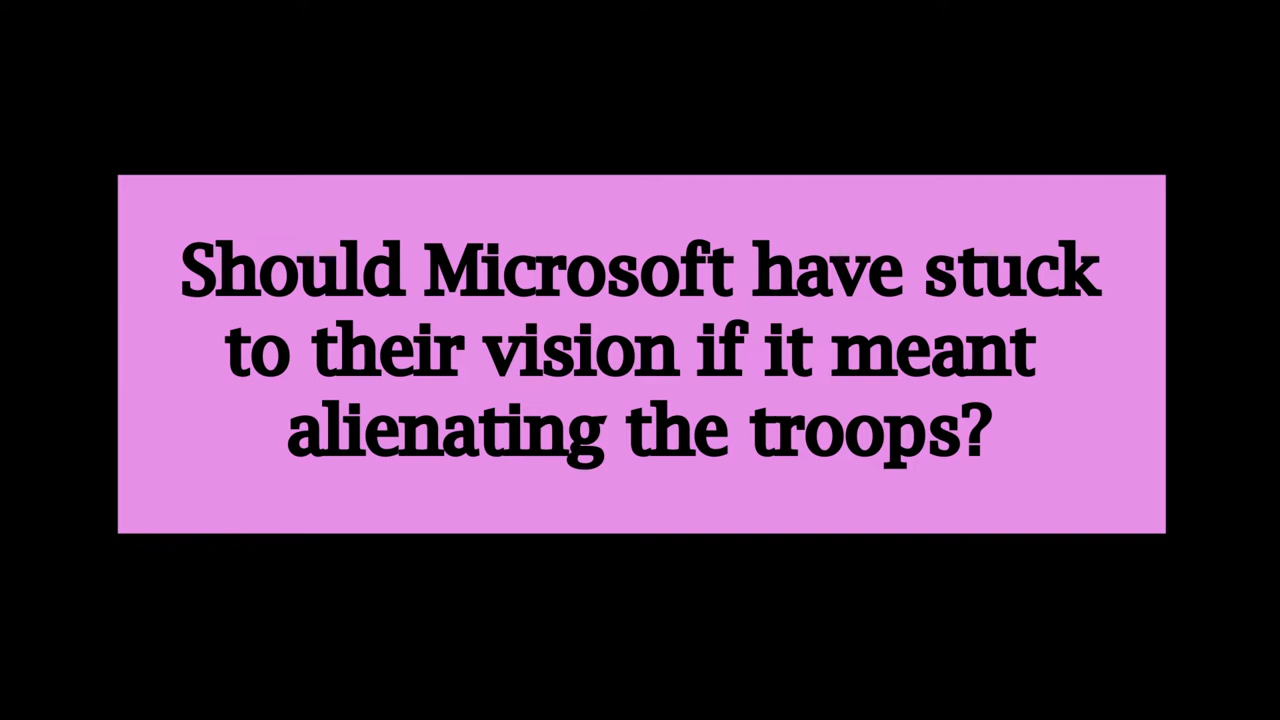 Should Microsoft have stuck
to their vision if it meant
alienating the troops?